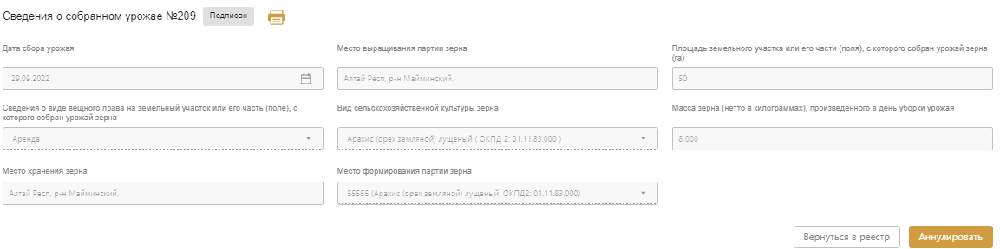 Сведения о собранном урожае №209 Подписан
Дата сбора урожая
29.09.2022
Место выращивания партии зерна
Алтай Респ, р-н Майминский,
Площадь земельного участка или его части (поля), с которого собран урожай зерна
(га)
50
Сведения о виде вещного права на земельный участок или его часть (поле), с
которого собран урожай зерна
Аренда
Вид сельскохозяйственной культуры зерна
Арахис (орех земляной) лущеный ( ОКПД 2: 01.11.83.000 )
Масса зерна (нетто в килограммах), произведенного в день уборки урожая
8 000
Место хранения зерна
Алтай Респ, р-н Майминский,
Место формирования партии зерна
55555 (Арахис (орех земляной) лущеный, ОКПД2: 01.11.83.000)
Вернуться в реестр
Аннулировать